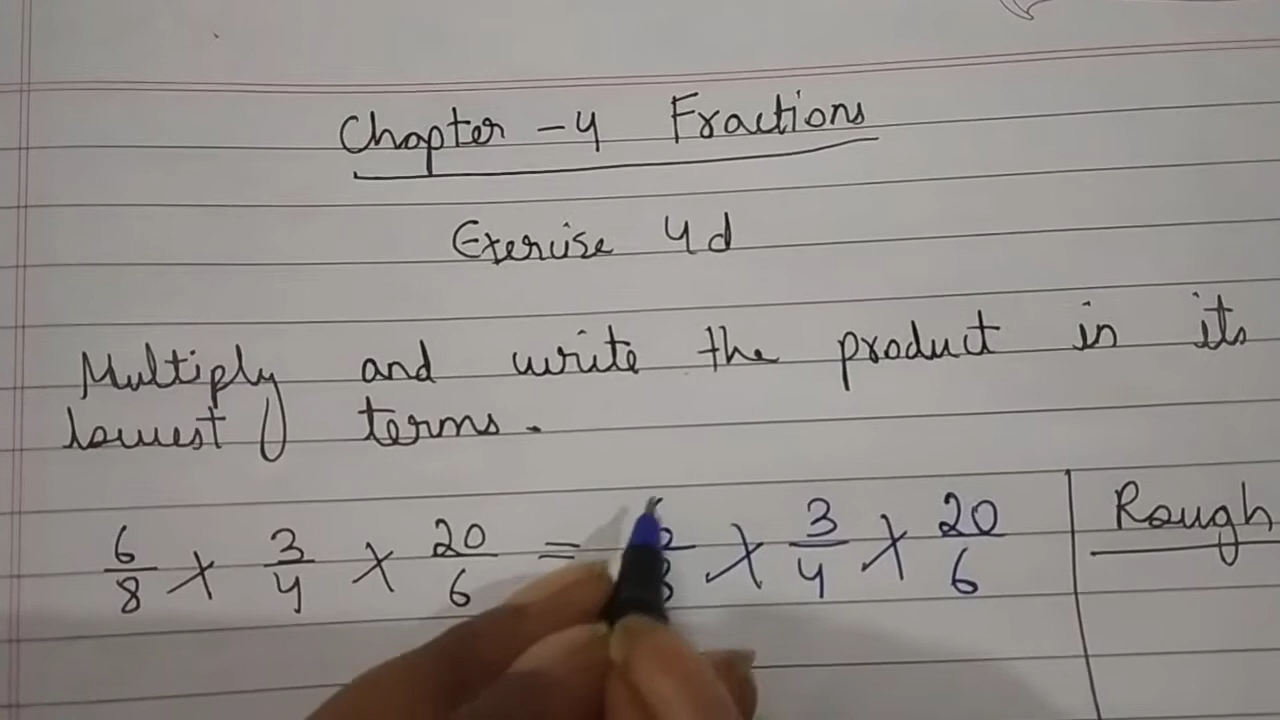 Chapter - 4 Fractions
Exercise 4d
Multiply and write the product in its
lowest terms.
6/8 × 3/4 × 20/6 = × 3/4 × 20/6
Rough